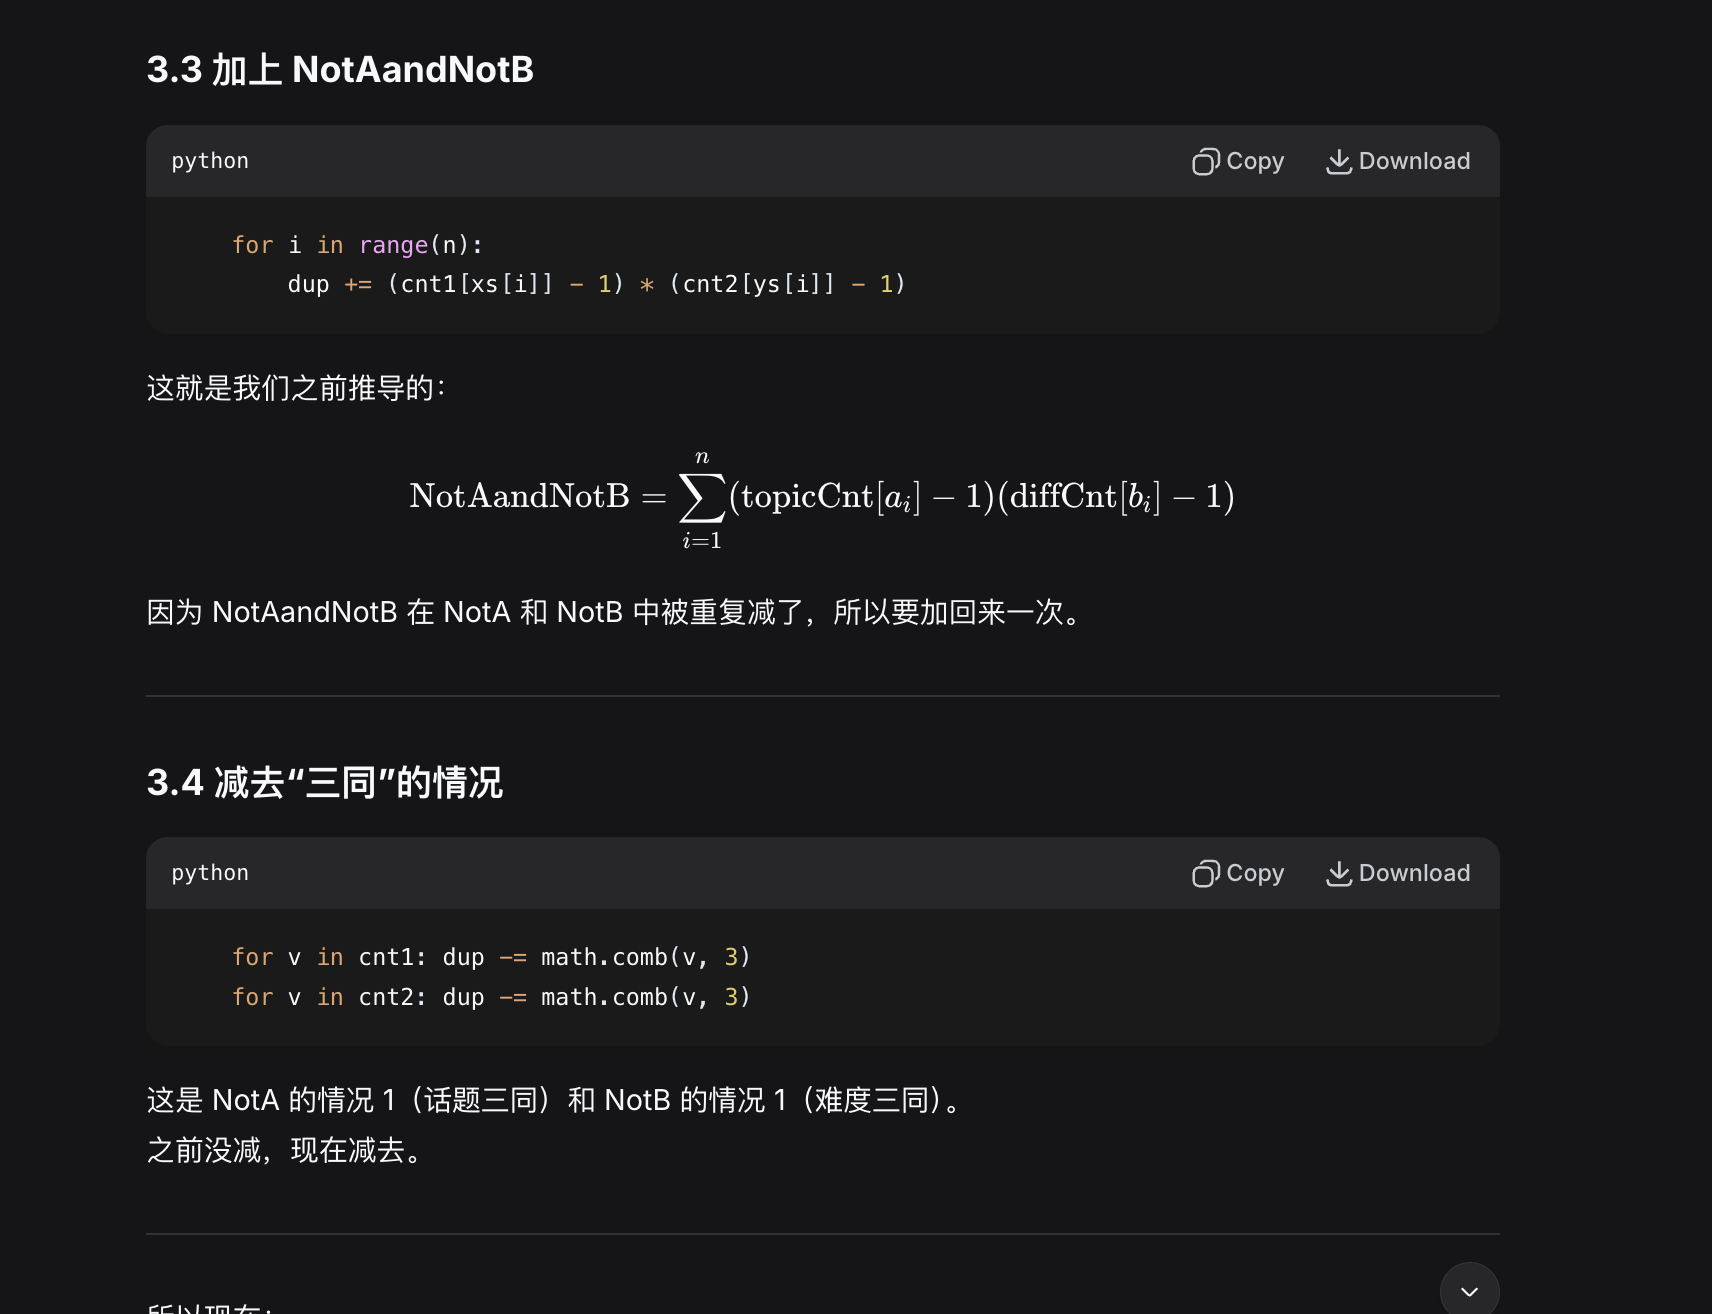 3.3 加上 NotAandNotB
python
Copy
Download
for i in range(n):
dup += (cnt1[xs[i]] - 1) * (cnt2[ys[i]] - 1)
这就是我们之前推导的：
NotAandNotB = ∑_{i=1}^{n} (topicCnt[a_i] − 1)(diffCnt[b_i] − 1)
因为 NotAandNotB 在 NotA 和 NotB 中被重复减了，所以要加回来一次。
3.4 减去“三同”的情况
python
Copy
Download
for v in cnt1: dup -= math.comb(v, 3)
for v in cnt2: dup -= math.comb(v, 3)
这是 NotA 的情况 1（话题三同）和 NotB 的情况 1（难度三同）。
之前没减，现在减去。
所以现在：